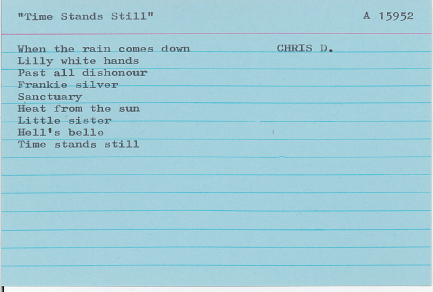 "Time Stands Still" A 15952
When the rain comes down CHRIS D.
Lilly white hands
Past all dishonour
Frankie silver
Sanctuary
Heat from the sun
Little sister
Hell's belle
Time stands still